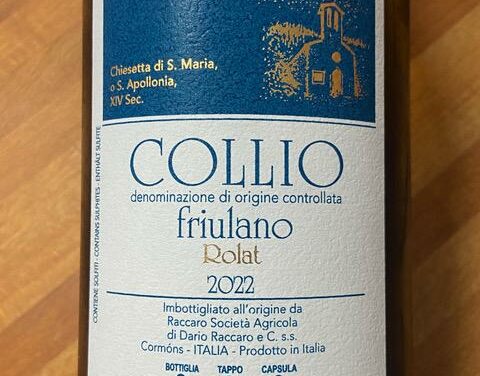 Chiesetta di S. Maria,
o S. Apollonia,
XIV Sec.
COLLIO
denominazione di origine controllata
friulano
Rolat
2022
Imbottigliato all'origine da
Raccaro Società Agricola
di Dario Raccaro e C. s.s.
Cormóns - ITALIA - Prodotto in Italia
BOTTIGLIA TAPPO CAPSULA
CONTIENE SOLFITI - CONTAINS SULPHITES - ENTHÄLT SULFITE